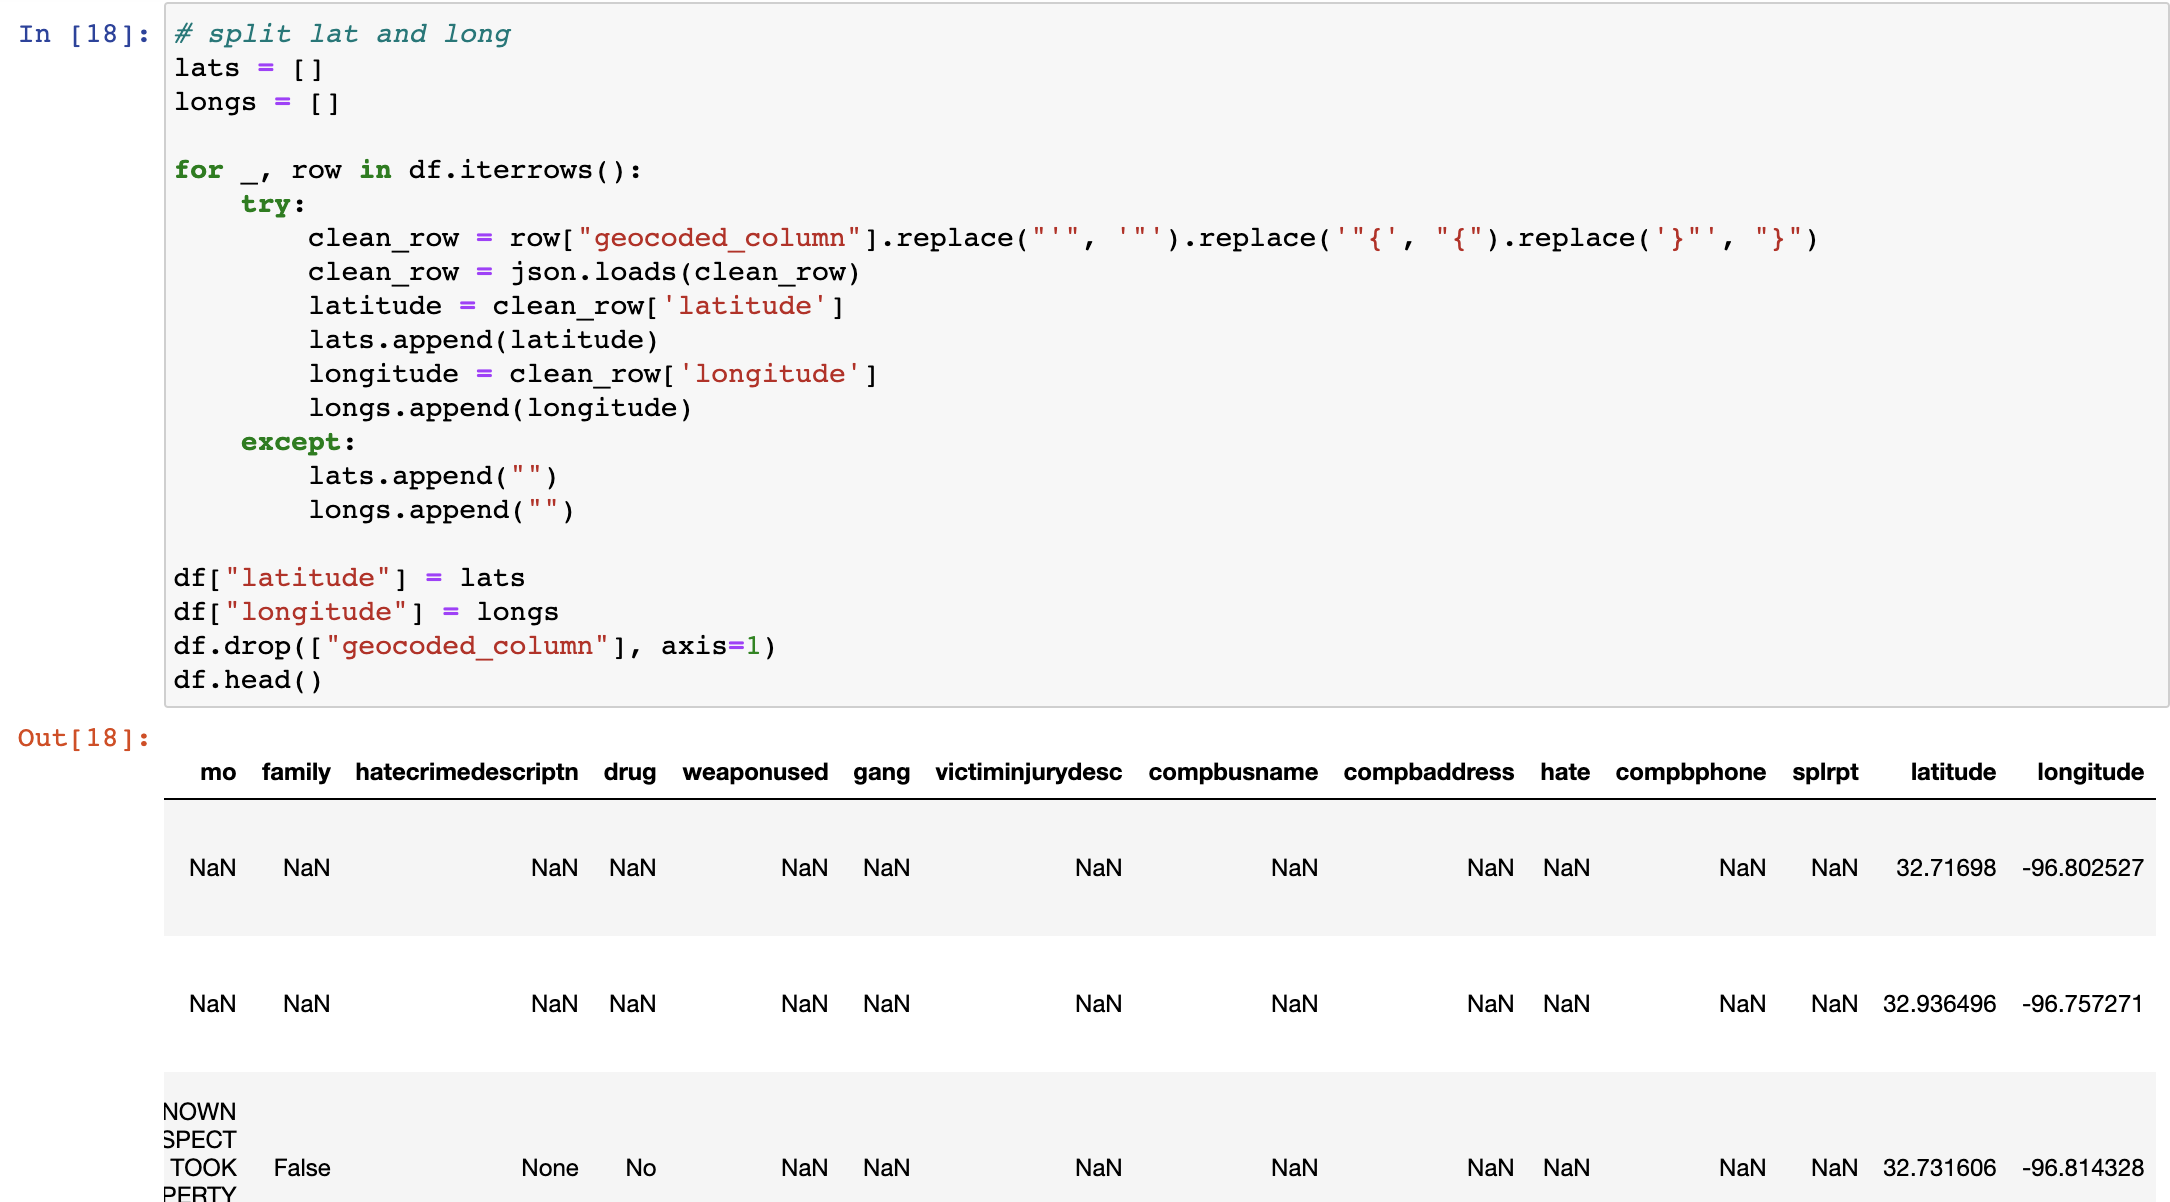 In [18]:
# split lat and long
lats = []
longs = []
for _, row in df.iterrows():
    try:
        clean_row = row["geocoded_column"].replace("'", '"').replace('"{', "{").replace('}"', "}")
        clean_row = json.loads(clean_row)
        latitude = clean_row['latitude']
        lats.append(latitude)
        longitude = clean_row['longitude']
        longs.append(longitude)
    except:
        lats.append("")
        longs.append("")
df["latitude"] = lats
df["longitude"] = longs
df.drop(["geocoded_column"], axis=1)
df.head()
Out[18]:
mo family hatecrimedescriptn drug weaponused gang victiminjurydesc compbusname compbaddress hate compbphone splrpt latitude longitude
NaN NaN NaN NaN NaN NaN NaN NaN NaN NaN NaN NaN 32.71698 -96.802527
NaN NaN NaN NaN NaN NaN NaN NaN NaN NaN NaN NaN 32.936496 -96.757271
NOWN
SPECT
TOOK False None No NaN NaN NaN NaN NaN NaN NaN NaN 32.731606 -96.814328
PERTY